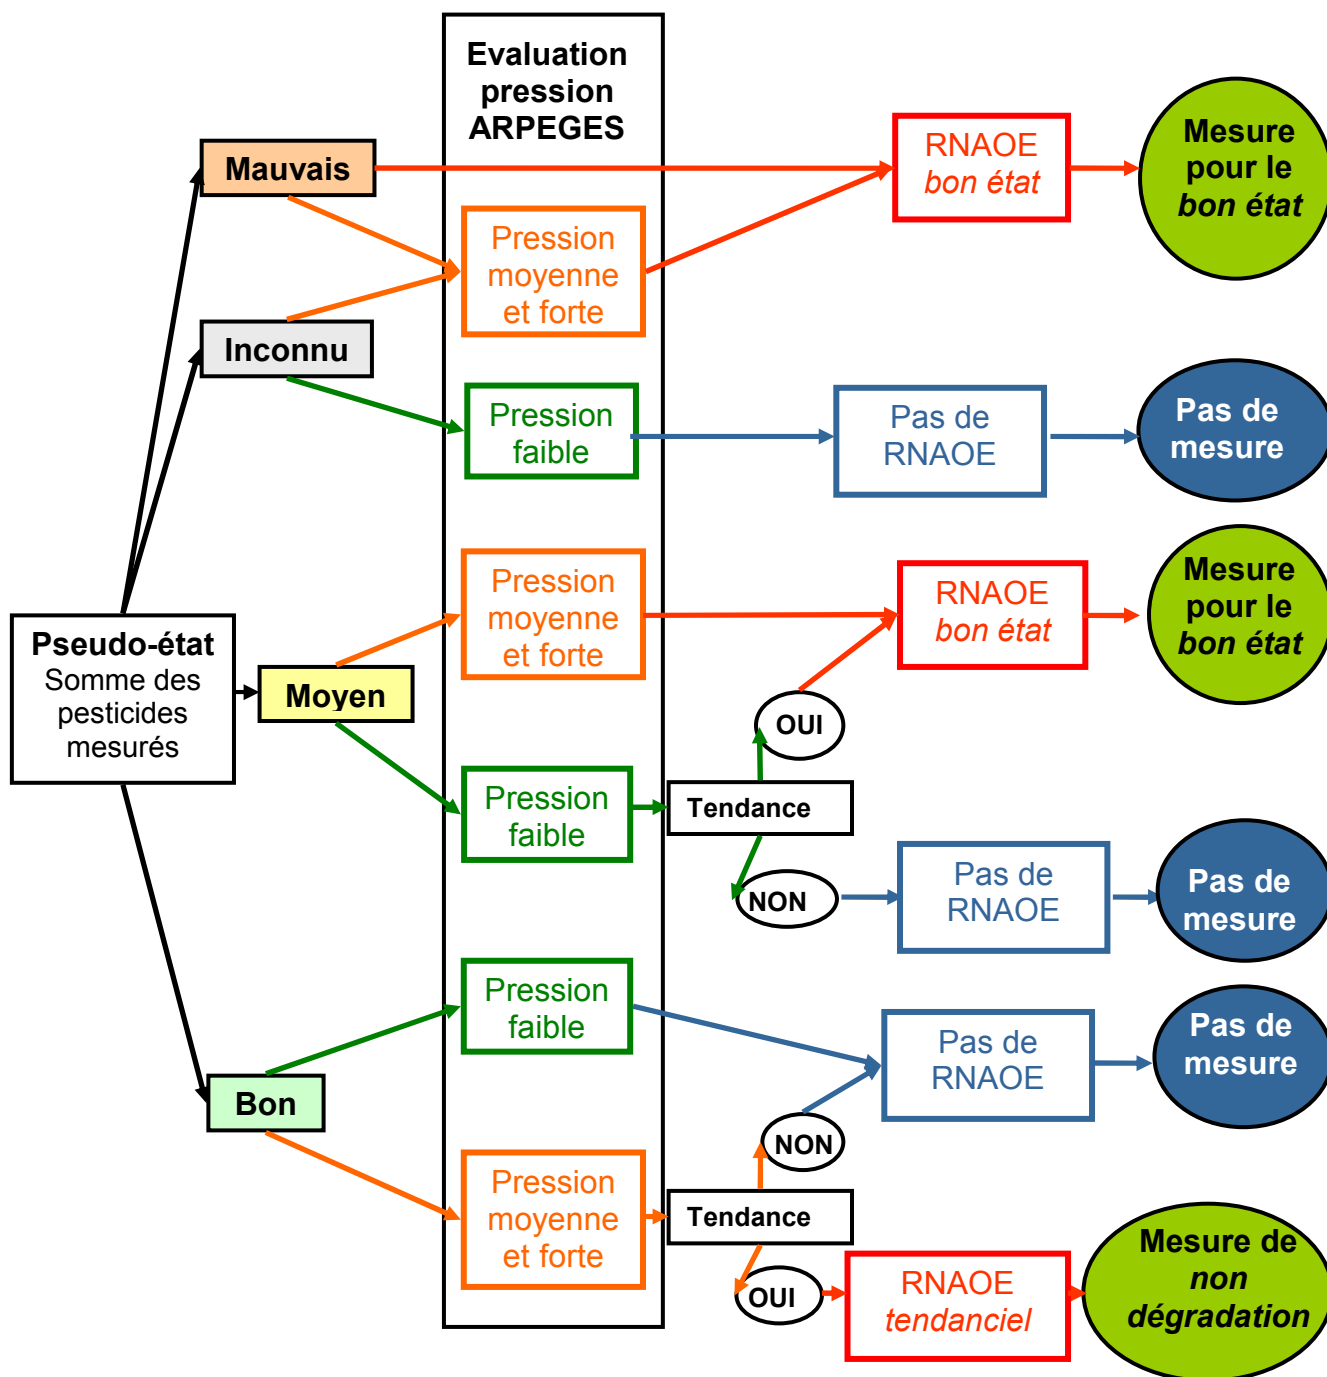 Evaluation
pression
ARPEGES
Mauvais
RNAOE
bon état
Mesure
pour le
bon état
Pression
moyenne
et forte
Inconnu
Pression
faible
Pas de
RNAOE
Pas de
mesure
Pression
moyenne
et forte
RNAOE
bon état
Mesure
pour le
bon état
Pseudo-état
Somme des
pesticides
mesurés
Moyen
OUI
Pression
faible
Tendance
NON
Pas de
RNAOE
Pas de
mesure
Pression
faible
Pas de
RNAOE
Pas de
mesure
Bon
NON
Pression
moyenne
et forte
Tendance
OUI
RNAOE
tendanciel
Mesure de
non
dégradation